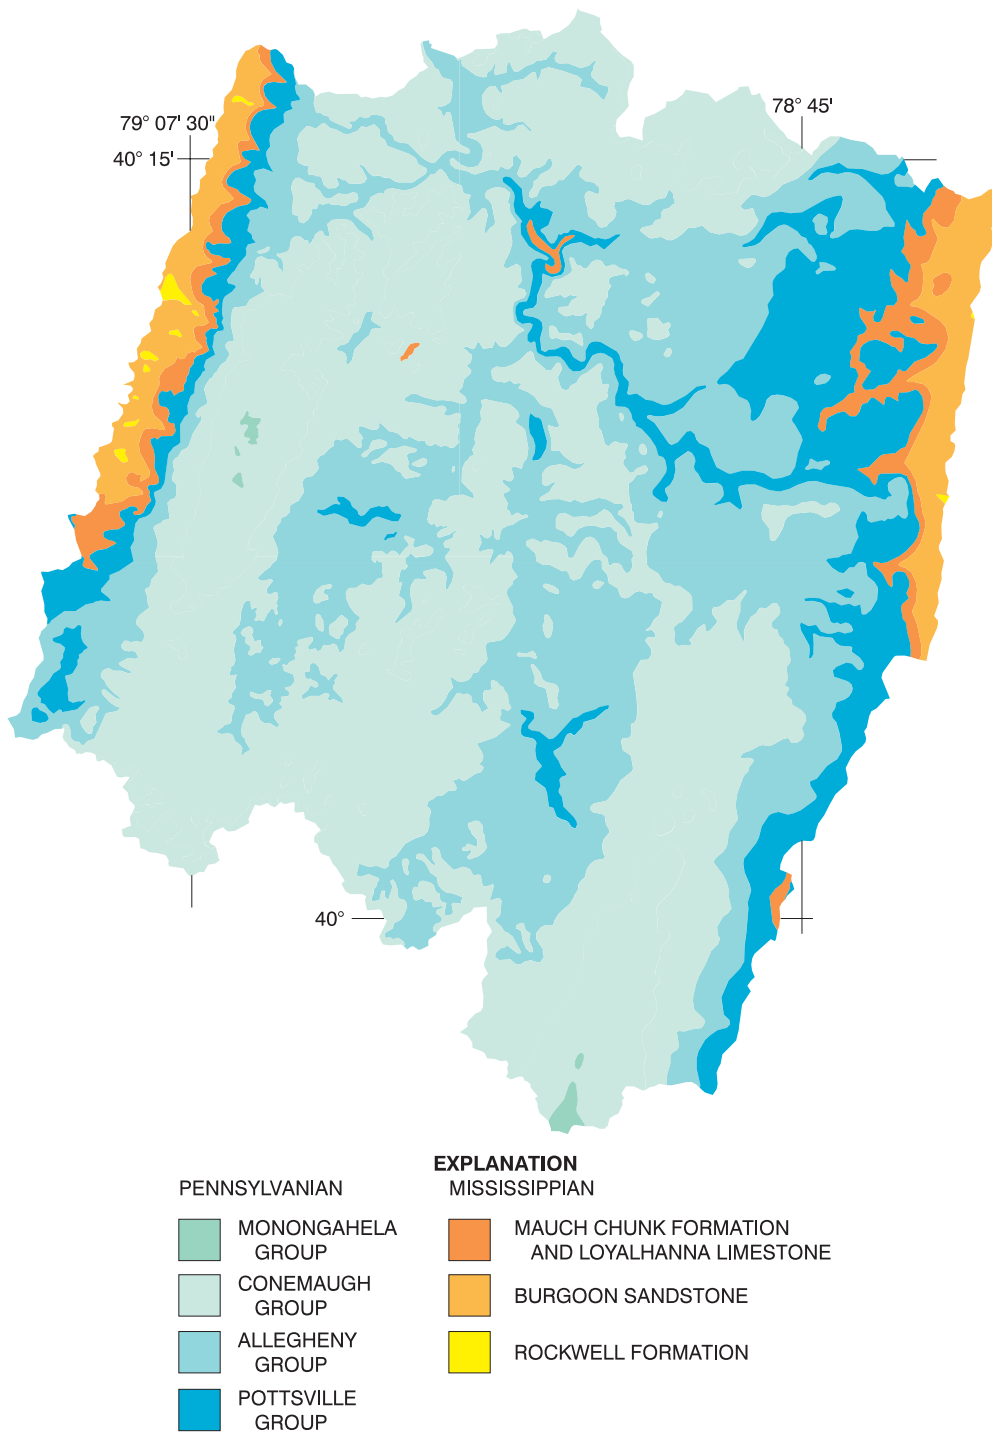 78° 45'
79° 07' 30"
40° 15'
40°
EXPLANATION
PENNSYLVANIAN
MONONGAHELA
GROUP
CONEMAUGH
GROUP
ALLEGHENY
GROUP
POTTSVILLE
GROUP
MISSISSIPPIAN
MAUCH CHUNK FORMATION
AND LOYALHANNA LIMESTONE
BURGOON SANDSTONE
ROCKWELL FORMATION